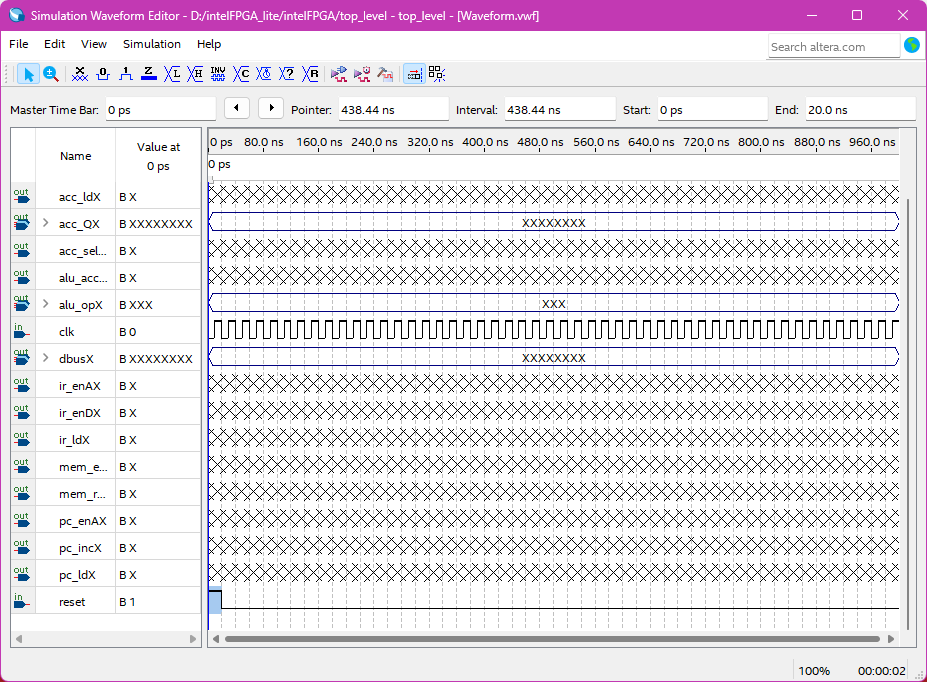 Simulation Waveform Editor - D:/intelFPGA_lite/intelFPGA/top_level - top_level - [Waveform.vwf]
File Edit View Simulation Help
Search altera.com
Master Time Bar: 0 ps Pointer: 438.44 ns Interval: 438.44 ns Start: 0 ps End: 20.0 ns
Name Value at 0 ps
0 ps 80.0 ns 160.0 ns 240.0 ns 320.0 ns 400.0 ns 480.0 ns 560.0 ns 640.0 ns 720.0 ns 800.0 ns 880.0 ns 960.0 ns
0 ps
out acc_ldX B X
out acc_QX B XXXXXXXX XXXXXXXX
out acc_sel... B X
out alu_acc... B X
out alu_opX B XXX XXX
in clk B 0
out dbusX B XXXXXXXX XXXXXXXX
out ir_enAX B X
out ir_enDX B X
out ir_ldX B X
out mem_e... B X
out mem_r... B X
out pc_enAX B X
out pc_incX B X
out pc_ldX B X
in reset B 1
100% 00:00:02